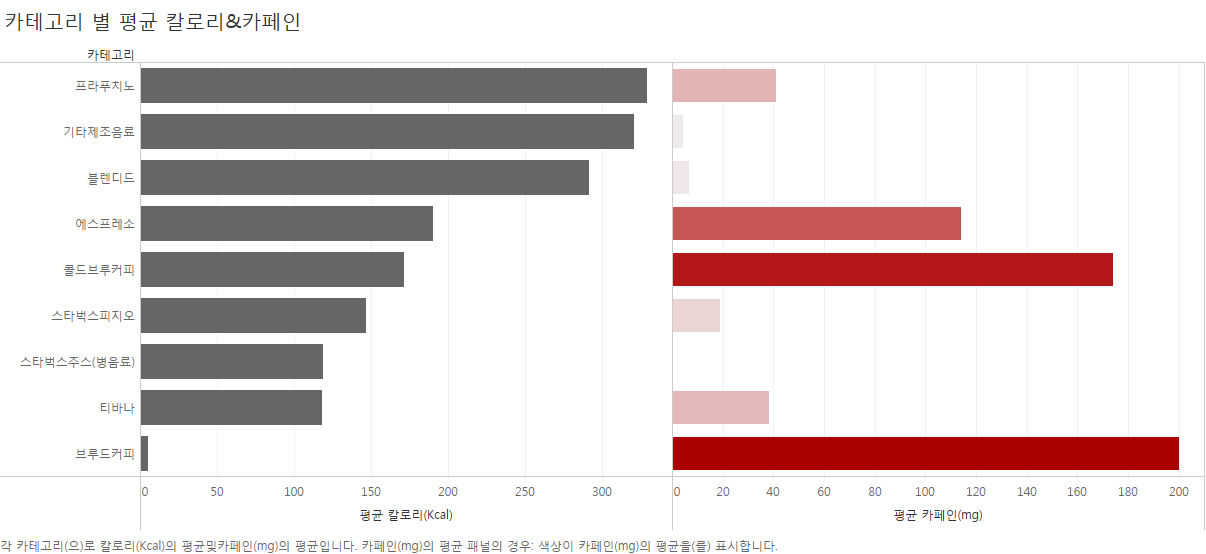 카테고리 별 평균 칼로리&카페인
카테고리
프라푸치노
기타제조음료
블렌디드
에스프레소
콜드브루커피
스타벅스피지오
스타벅스주스(병음료)
티바나
브루드커피
0 50 100 150 200 250 300
0 20 40 60 80 100 120 140 160 180 200
평균 칼로리(Kcal)
평균 카페인(mg)
각 카테고리(으)로 칼로리(Kcal)의 평균및카페인(mg)의 평균입니다. 카페인(mg)의 평균 패널의 경우: 색상이 카페인(mg)의 평균을(를) 표시합니다.